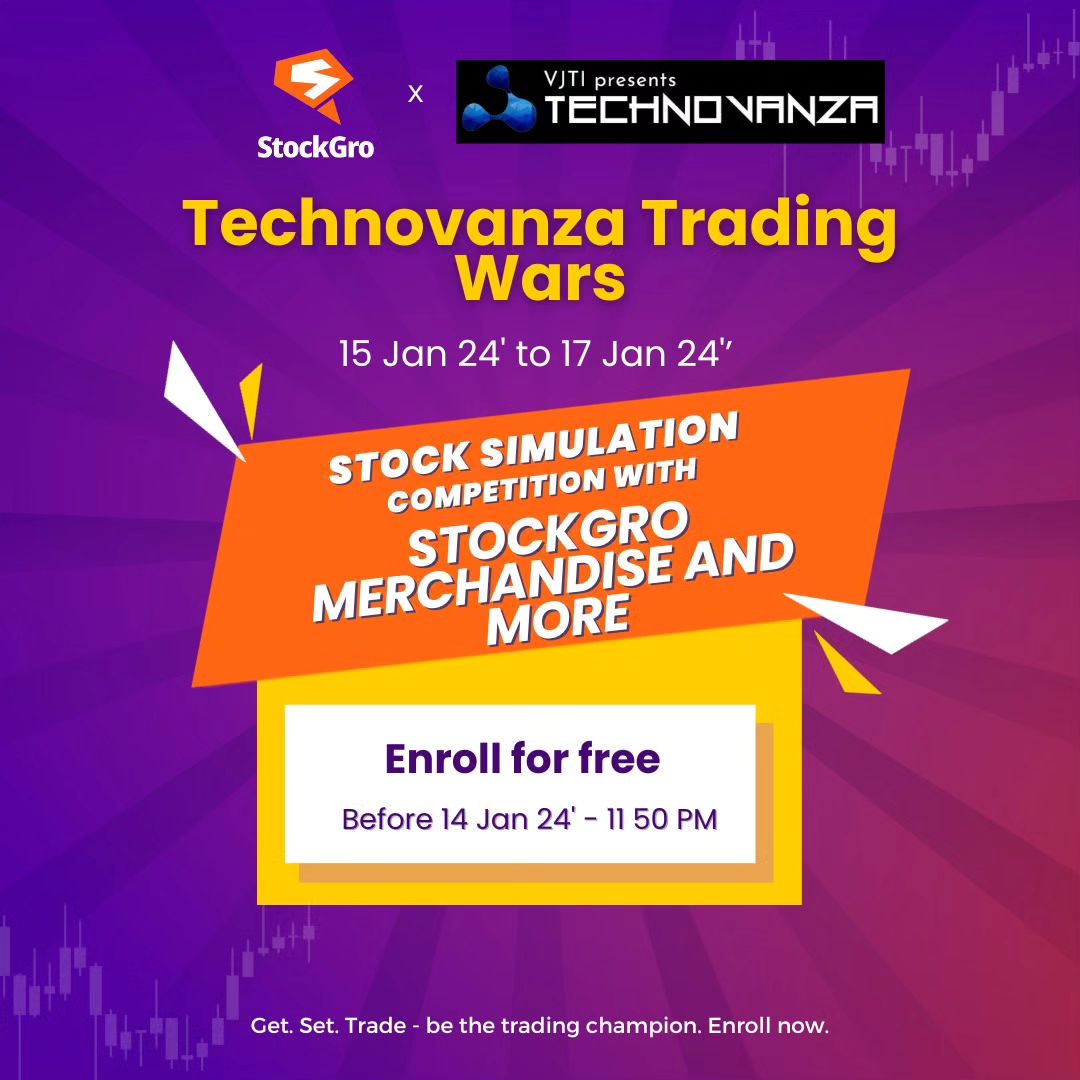 StockGro
x
VJTI presents
TECHNOVANZA
Technovanza Trading
Wars
15 Jan 24' to 17 Jan 24'’
STOCK SIMULATION
COMPETITION WITH
STOCKGRO
MERCHANDISE AND
MORE
Enroll for free
Before 14 Jan 24' - 11 50 PM
Get. Set. Trade - be the trading champion. Enroll now.